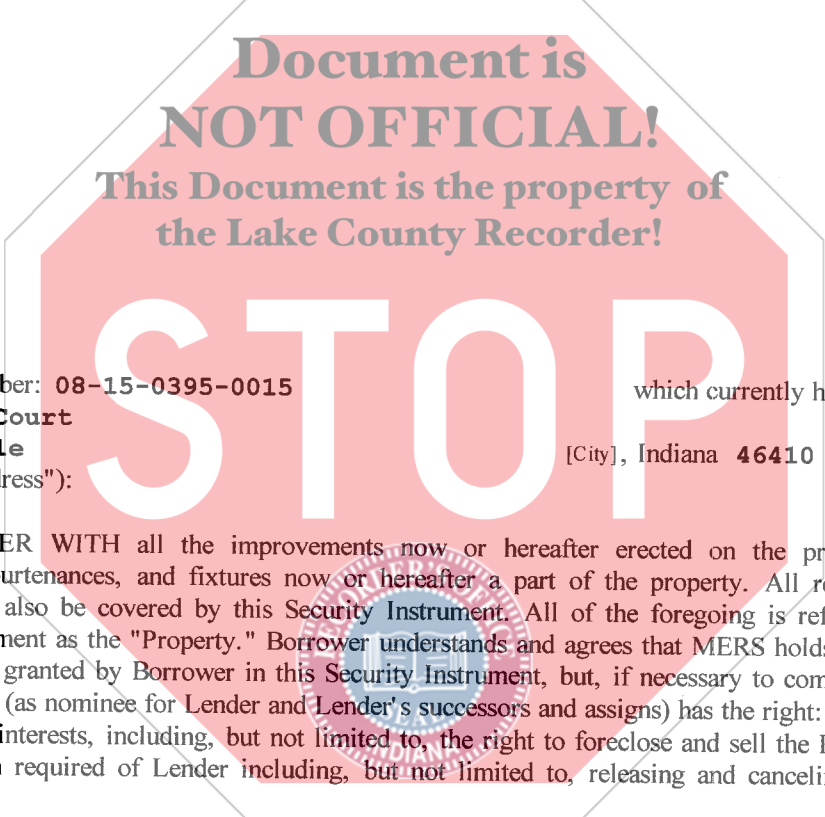 Document is
NOT OFFICIAL!
This Document is the property of
the Lake County Recorder!
STOP
ber: 08-15-0395-0015 which currently h
Court
le [City], Indiana 46410
ress"):
ER WITH all the improvements now or hereafter erected on the pr
urtenances, and fixtures now or hereafter a part of the property. All r
also be covered by this Security Instrument. All of the foregoing is ref
ment as the "Property." Borrower understands and agrees that MERS holds
granted by Borrower in this Security Instrument, but, if necessary to com
(as nominee for Lender and Lender's successors and assigns) has the right:
interests, including, but not limited to, the right to foreclose and sell the
required of Lender including, but not limited to, releasing and canceli
SEAL
INDIANA